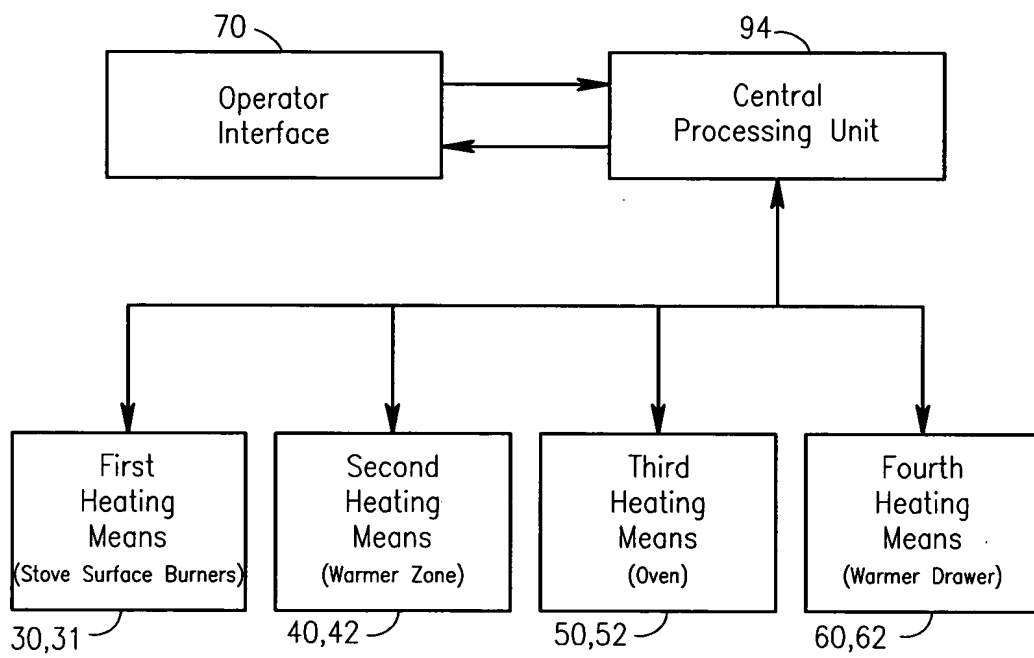 70
94
Operator
Interface
Central
Processing Unit
First
Heating
Means
(Stove Surface Burners)
Second
Heating
Means
(Warmer Zone)
Third
Heating
Means
(Oven)
Fourth
Heating
Means
(Warmer Drawer)
30,31
40,42
50,52
60,62